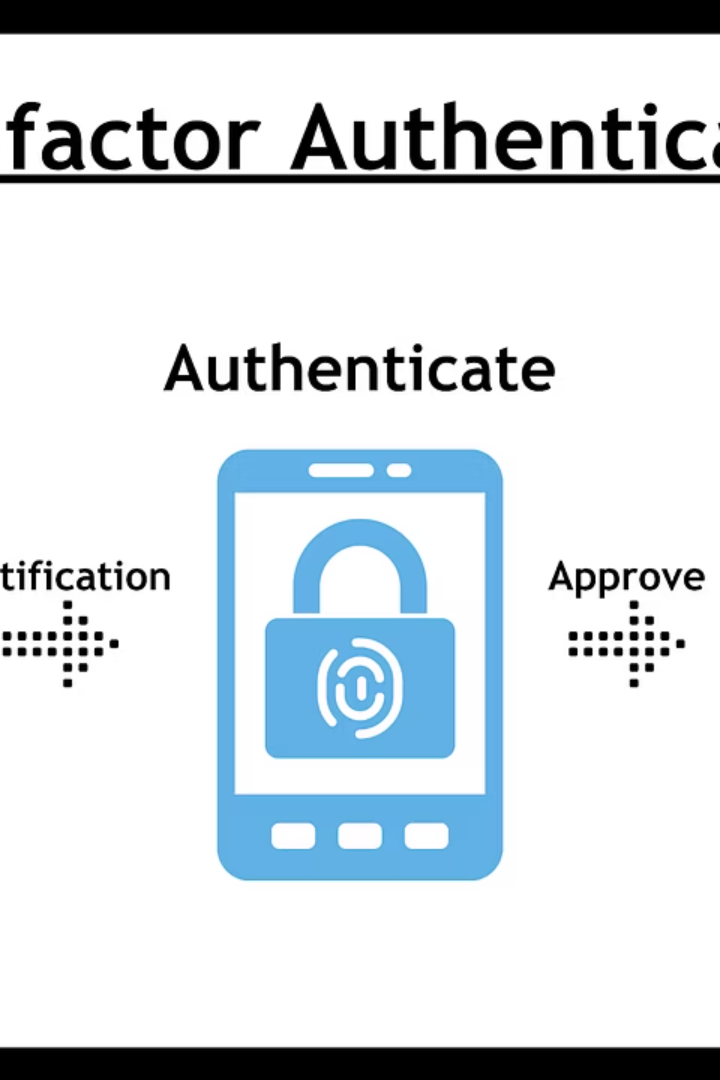 factor Authentica
Authenticate
tification
Approve